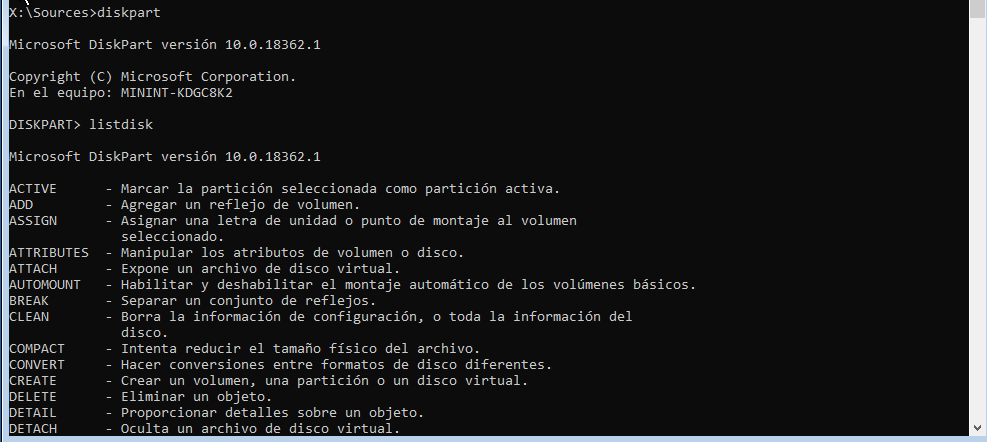 X:\Sources>diskpart
Microsoft DiskPart versión 10.0.18362.1
Copyright (C) Microsoft Corporation.
En el equipo: MININT-KDGC8K2
DISKPART> listdisk
Microsoft DiskPart versión 10.0.18362.1
ACTIVE      - Marcar la partición seleccionada como partición activa.
ADD         - Agregar un reflejo de volumen.
ASSIGN      - Asignar una letra de unidad o punto de montaje al volumen
              seleccionado.
ATTRIBUTES  - Manipular los atributos de volumen o disco.
ATTACH      - Expone un archivo de disco virtual.
AUTOMOUNT   - Habilitar y deshabilitar el montaje automático de los volúmenes básicos.
BREAK       - Separar un conjunto de reflejos.
CLEAN       - Borra la información de configuración, o toda la información del
              disco.
COMPACT     - Intenta reducir el tamaño físico del archivo.
CONVERT     - Hacer conversiones entre formatos de disco diferentes.
CREATE      - Crear un volumen, una partición o un disco virtual.
DELETE      - Eliminar un objeto.
DETAIL      - Proporcionar detalles sobre un objeto.
DETACH      - Oculta un archivo de disco virtual.